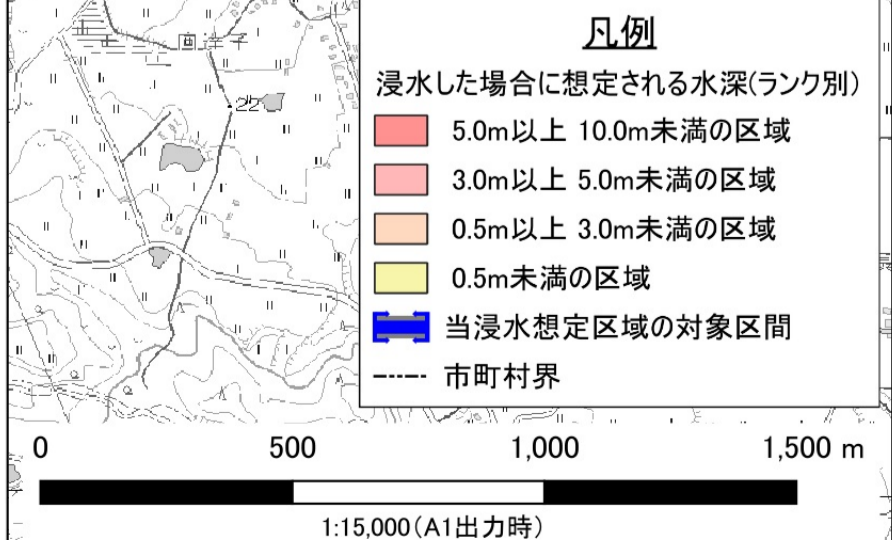 凡例
浸水した場合に想定される水深(ランク別)
5.0m以上 10.0m未満の区域
3.0m以上 5.0m未満の区域
0.5m以上 3.0m未満の区域
0.5m未満の区域
当浸水想定区域の対象区間
市町村界
22
0 500 1,000 1,500 m
1:15,000(A1出力時)